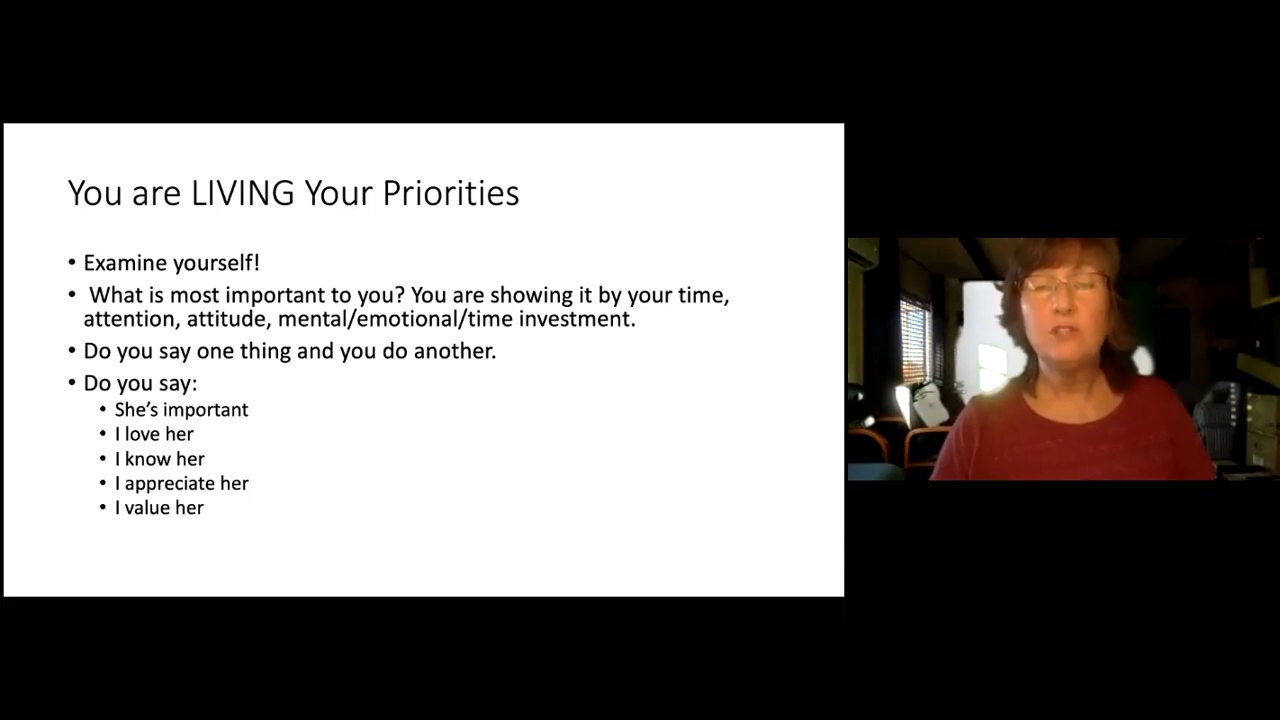 You are LIVING Your Priorities
• Examine yourself!
• What is most important to you? You are showing it by your time,
attention, attitude, mental/emotional/time investment.
• Do you say one thing and you do another.
• Do you say:
• She's important
• I love her
• I know her
• I appreciate her
• I value her